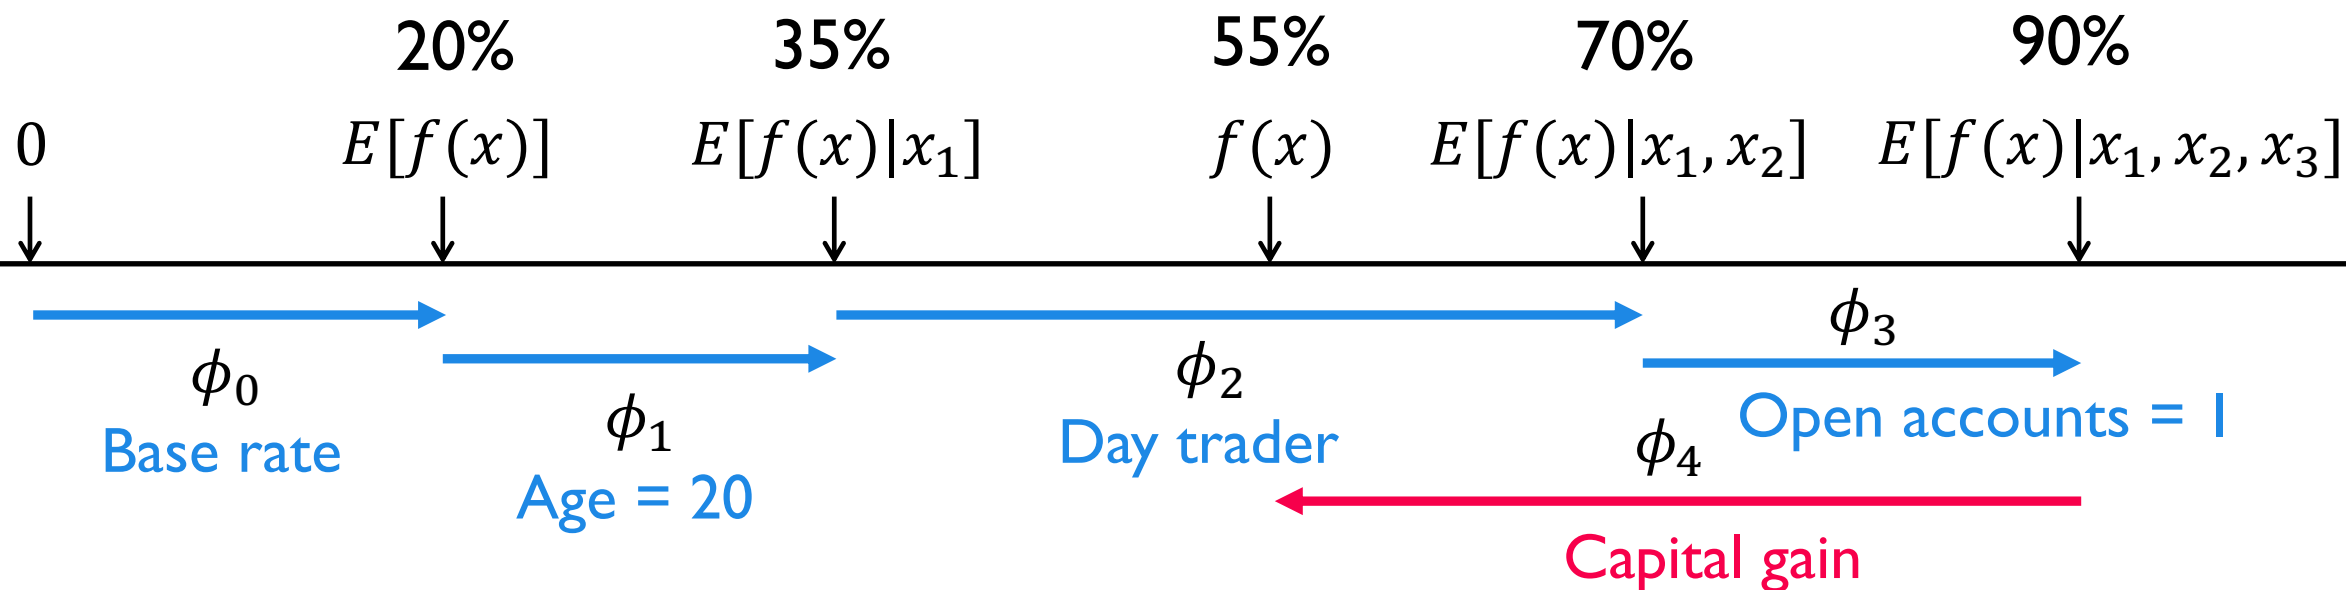 20% 35% 55% 70% 90%
0 E[f(x)] E[f(x)|x₁] f(x) E[f(x)|x₁, x₂] E[f(x)|x₁, x₂, x₃]
ϕ₀
Base rate
ϕ₁
Age = 20
ϕ₂
Day trader
ϕ₃
Open accounts = 1
ϕ₄
Capital gain